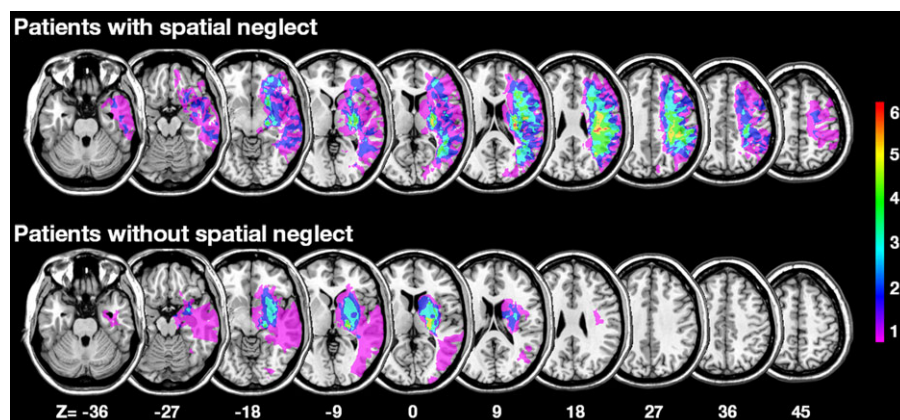 Patients with spatial neglect
6
5
4
3
2
1
Patients without spatial neglect
Z= -36 -27 -18 -9 0 9 18 27 36 45